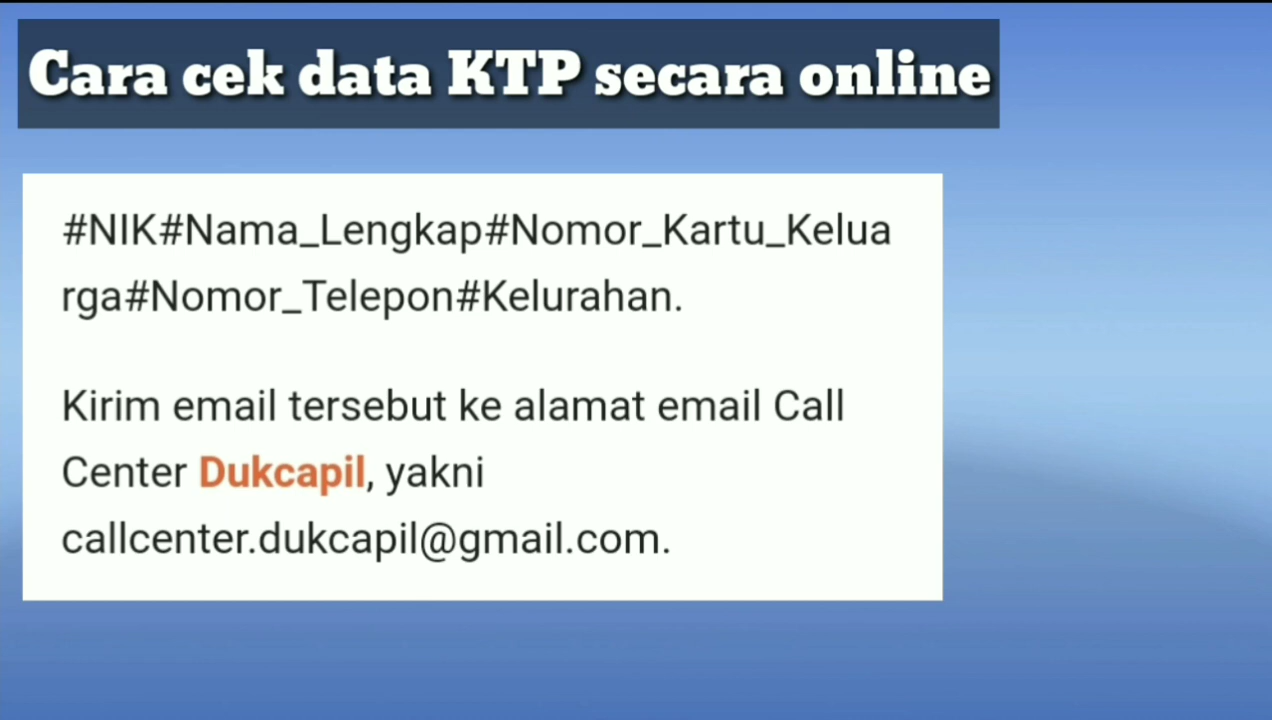 Cara cek data KTP secara online
#NIK#Nama_Lengkap#Nomor_Kartu_Kelua
rga#Nomor_Telepon#Kelurahan.
Kirim email tersebut ke alamat email Call
Center Dukcapil, yakni
callcenter.dukcapil@gmail.com.